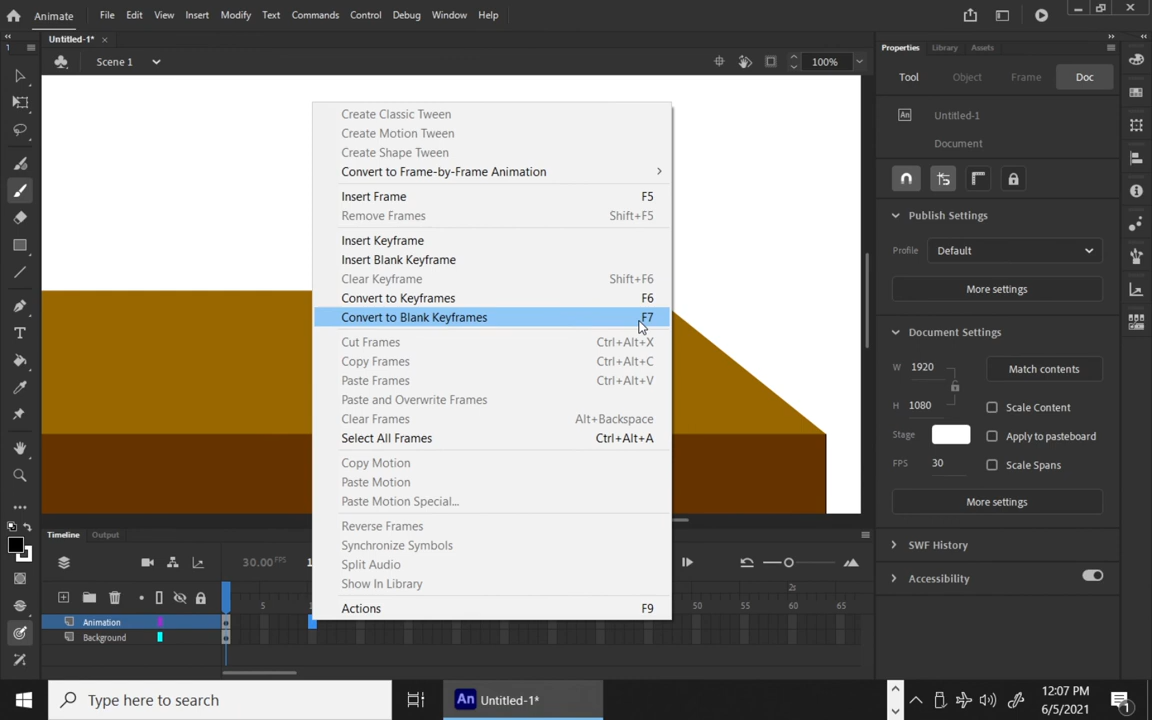 Animate File Edit View Insert Modify Text Commands Control Debug Window Help
Untitled-1*
1 Scene 1 100%
Properties Library Assets
Tool Object Frame Doc
An Untitled-1
Document
Publish Settings
Profile Default
More settings
Document Settings
W 1920 Match contents
H 1080 Scale Content
Stage Apply to pasteboard
FPS 30 Scale Spans
More settings
SWF History
Accessibility
Create Classic Tween
Create Motion Tween
Create Shape Tween
Convert to Frame-by-Frame Animation
Insert Frame F5
Remove Frames Shift+F5
Insert Keyframe
Insert Blank Keyframe
Clear Keyframe Shift+F6
Convert to Keyframes F6
Convert to Blank Keyframes F7
Cut Frames Ctrl+Alt+X
Copy Frames Ctrl+Alt+C
Paste Frames Ctrl+Alt+V
Paste and Overwrite Frames
Clear Frames Alt+Backspace
Select All Frames Ctrl+Alt+A
Copy Motion
Paste Motion
Paste Motion Special...
Reverse Frames
Synchronize Symbols
Split Audio
Show In Library
Actions F9
Timeline Output
30.00 FPS
2s
5 50 55 60 65
Animation
Background
Type here to search An Untitled-1* 12:07 PM
6/5/2021 1